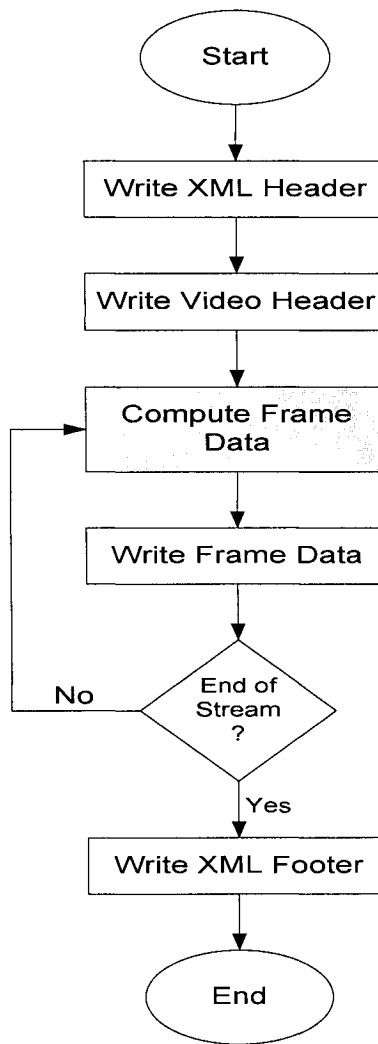 Start
Write XML Header
Write Video Header
Compute Frame
Data
Write Frame Data
End of
Stream
?
No
Yes
Write XML Footer
End